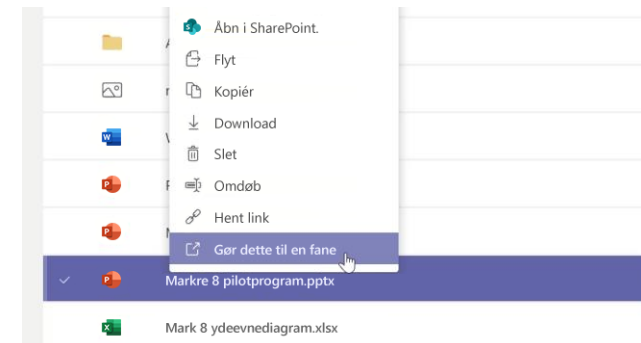 Åbn i SharePoint.
Flyt
Kopiér
Download
Slet
Omdøb
Hent link
Gør dette til en fane
Markre 8 pilotprogram.pptx
Mark 8 ydeevnediagram.xlsx